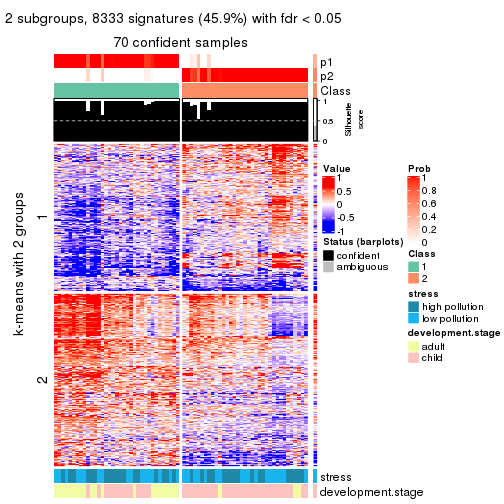 2 subgroups, 8333 signatures (45.9%) with fdr < 0.05
70 confident samples
p1
p2
Class
1
0.5
0
Silhouette
score
k-means with 2 groups
1
2
stress
development.stage
Value
1
0.5
0
-0.5
-1
Status (barplots)
confident
ambiguous
Prob
1
0.8
0.6
0.4
0.2
0
Class
1
2
stress
high pollution
low pollution
development.stage
adult
child